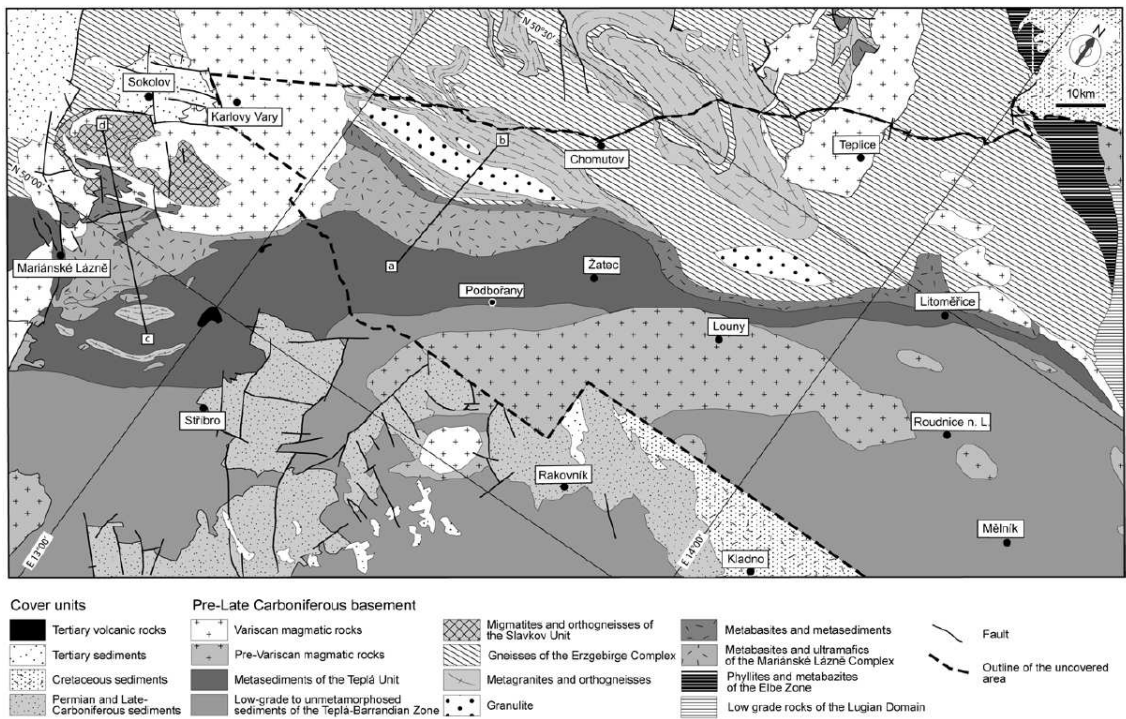 N 50°30'
N
10km
Sokolov
d
Karlovy Vary
b
Chomutov
Teplice
N 50°00'
Mariánské Lázně
a
Žatec
Podbořany
Litoměřice
c
Louny
Stříbro
Roudnice n. L.
Rakovník
Mělník
E 13°00'
E 14°00'
Kladno
Cover units
Tertiary volcanic rocks
Tertiary sediments
Cretaceous sediments
Permian and Late-
Carboniferous sediments
Pre-Late Carboniferous basement
Variscan magmatic rocks
Pre-Variscan magmatic rocks
Metasediments of the Teplá Unit
Low-grade to unmetamorphosed
sediments of the Teplá-Barrandian Zone
Migmatites and orthogneisses of
the Slavkov Unit
Gneisses of the Erzgebirge Complex
Metagranites and orthogneisses
Granulite
Metabasites and metasediments
Metabasites and ultramafics
of the Mariánské Lázně Complex
Phyllites and metabazites
of the Elbe Zone
Low grade rocks of the Lugian Domain
Fault
Outline of the uncovered
area